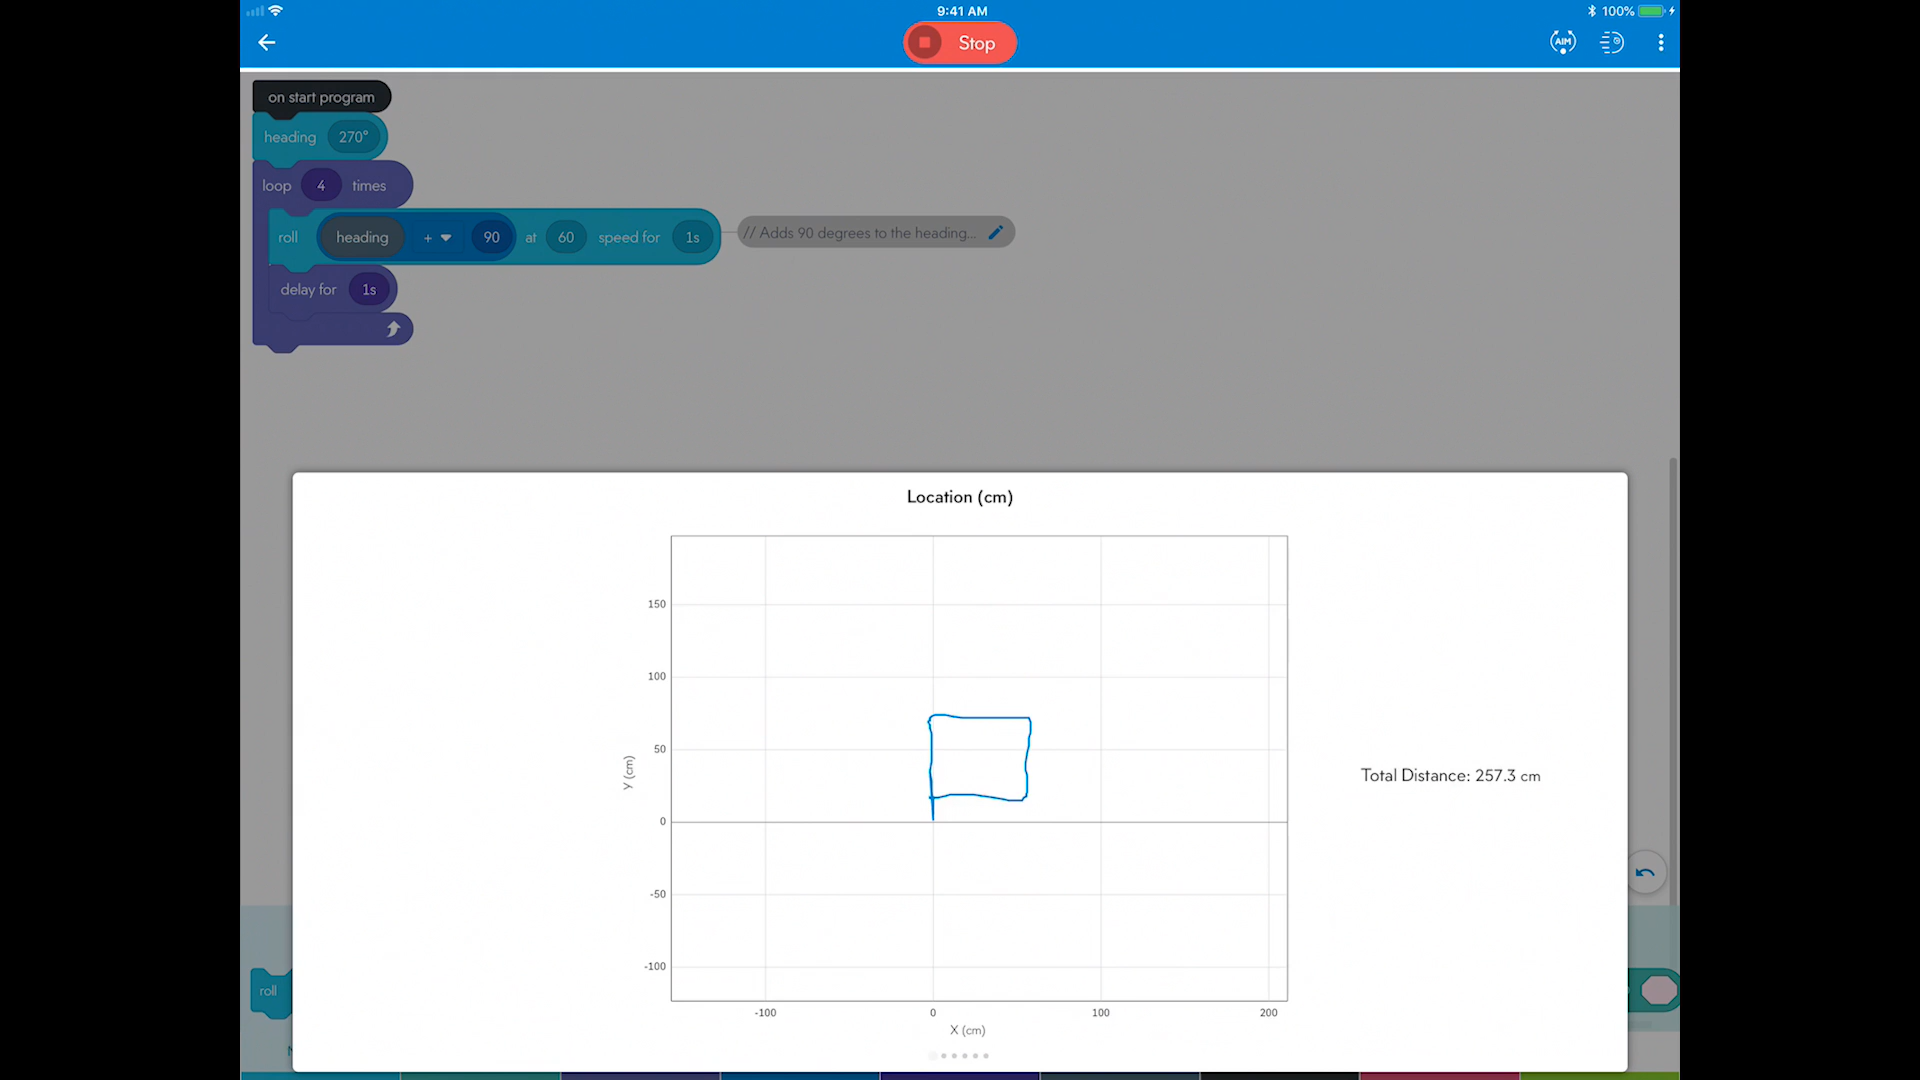 9:41 AM
100%
Stop
AIM
on start program
heading 270°
loop 4 times
roll heading + 90 at 60 speed for 1s
// Adds 90 degrees to the heading...
delay for 1s
Location (cm)
150
100
50
0
-50
-100
Y (cm)
-100 0 100 200
X (cm)
Total Distance: 257.3 cm
roll